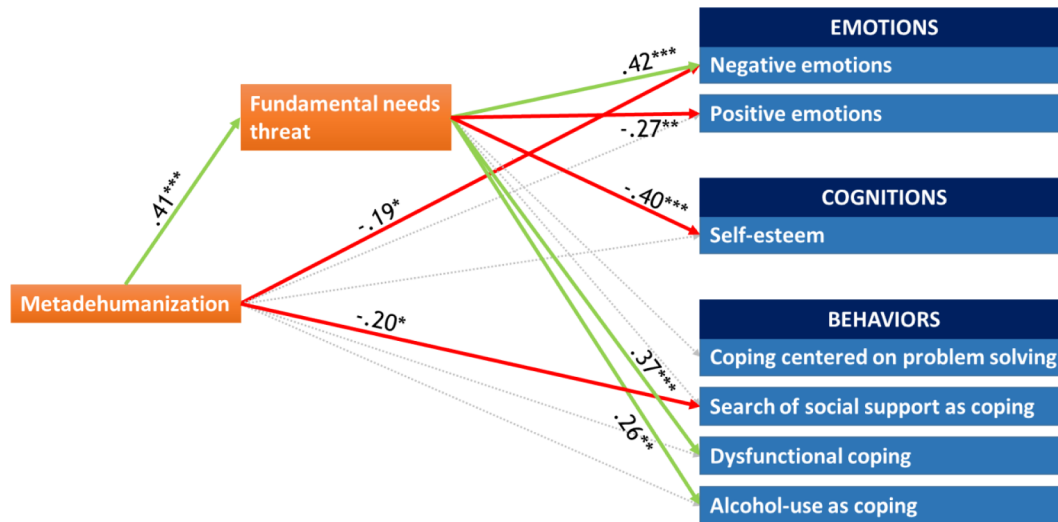 EMOTIONS
Negative emotions
Positive emotions
Fundamental needs
threat
.42***
-.27**
-.40***
.41***
-.19*
COGNITIONS
Self-esteem
Metadehumanization
-.20*
.37***
.26**
BEHAVIORS
Coping centered on problem solving
Search of social support as coping
Dysfunctional coping
Alcohol-use as coping